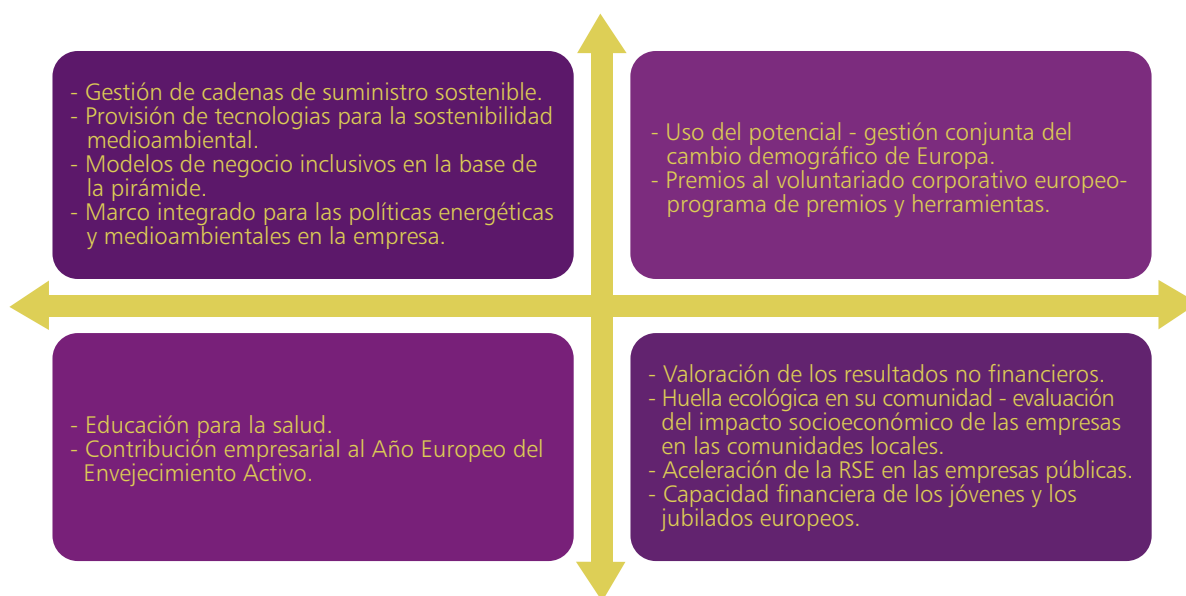 - Gestión de cadenas de suministro sostenible.
- Provisión de tecnologias para la sostenibilidad
medioambiental.
- Modelos de negocio inclusivos en la base de
la pirámide.
- Marco integrado para las políticas energéticas
y medioambientales en la empresa.
- Uso del potencial - gestión conjunta del
cambio demográfico de Europa.
- Premios al voluntariado corporativo europeo-
programa de premios y herramientas.
- Educación para la salud.
- Contribución empresarial al Año Europeo del
Envejecimiento Activo.
- Valoración de los resultados no financieros.
- Huella ecológica en su comunidad - evaluación
del impacto socioeconómico de las empresas
en las comunidades locales.
- Aceleración de la RSE en las empresas públicas.
- Capacidad financiera de los jóvenes y los
jubilados europeos.